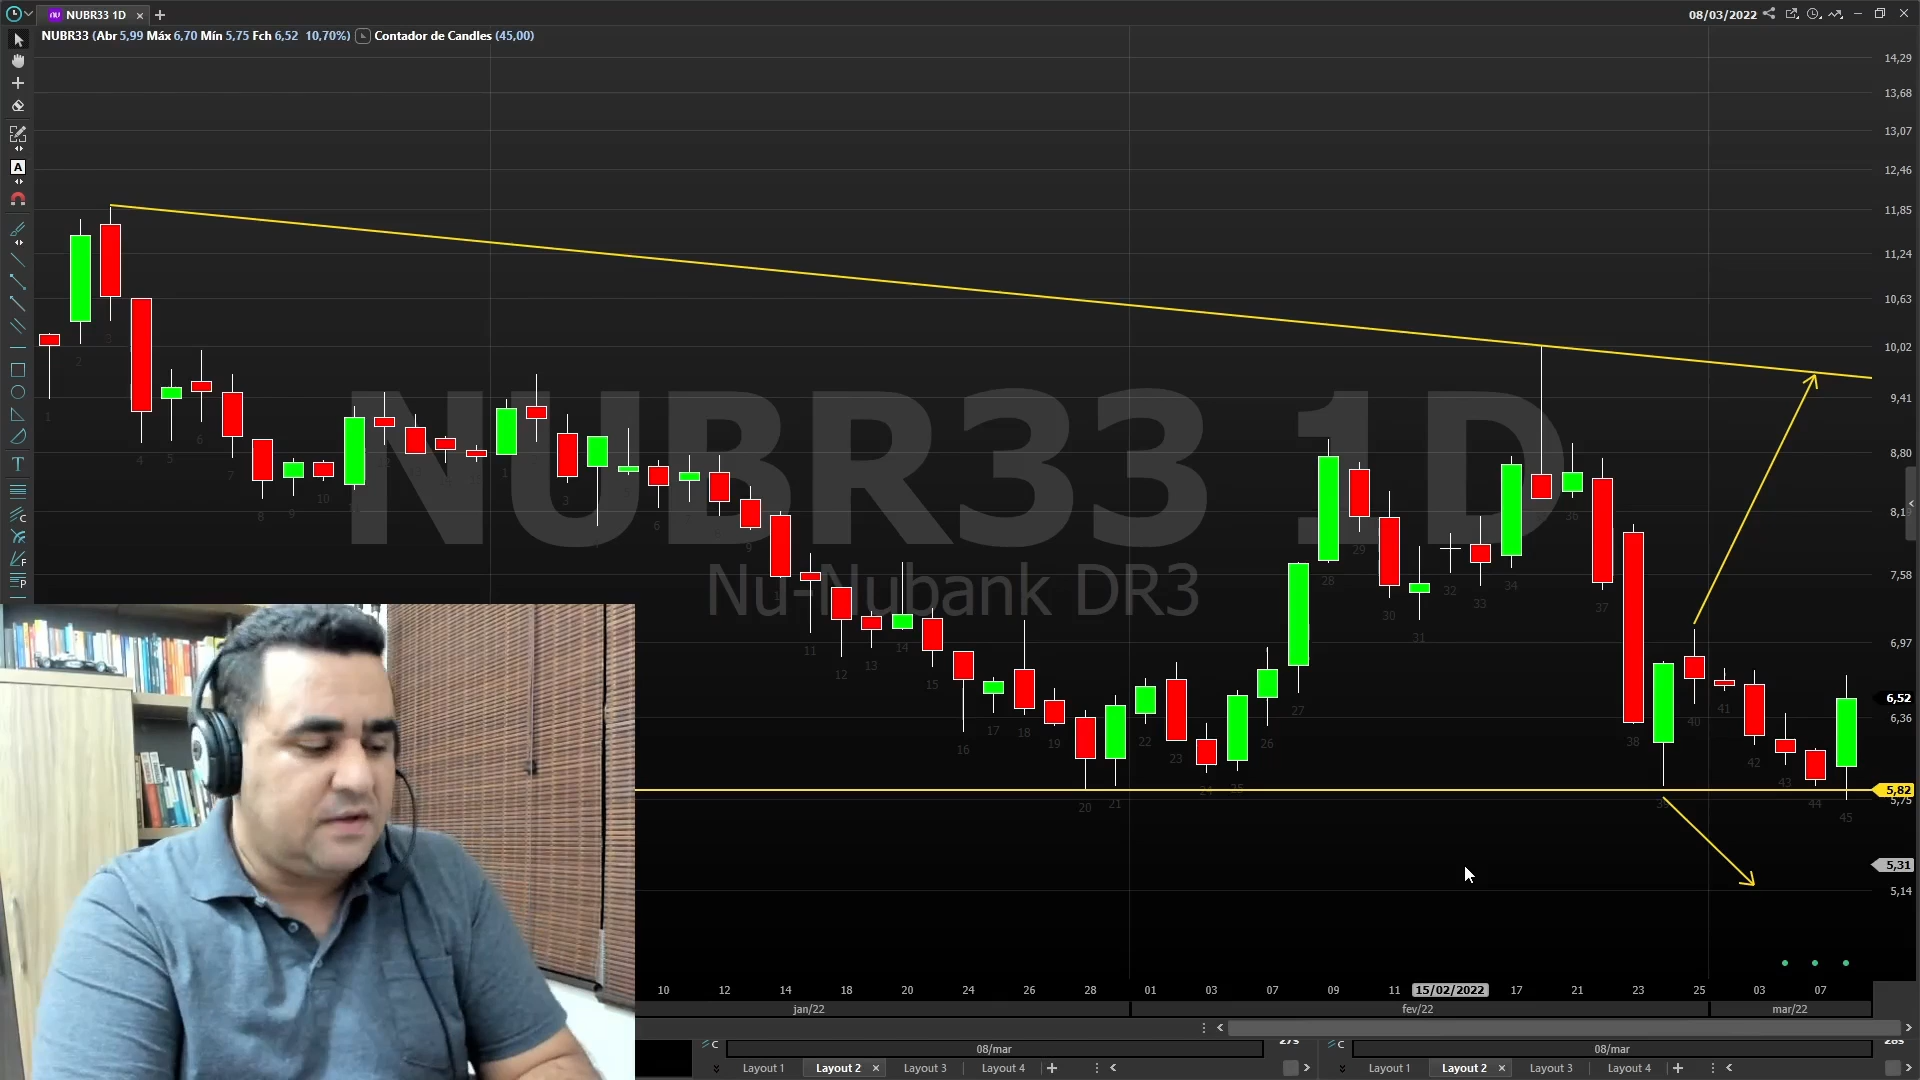 NUBR33 1D
08/03/2022
NUBR33 (Abr 5,99 Máx 6,70 Mín 5,75 Fch 6,52 10,70%) Contador de Candles (45,00)
14,29
13,68
13,07
12,46
11,85
11,24
10,63
10,02
9,41
8,80
8,19
7,58
6,97
6,52
6,36
5,82
5,75
5,31
5,14
NUBR33 1D
Nu-Nubank DR3
10 12 14 18 20 24 26 28 01 03 07 09 11 15/02/2022 17 21 23 25 03 07
jan/22 fev/22 mar/22
08/mar 08/mar
Layout 1 Layout 2 Layout 3 Layout 4 Layout 1 Layout 2 Layout 3 Layout 4